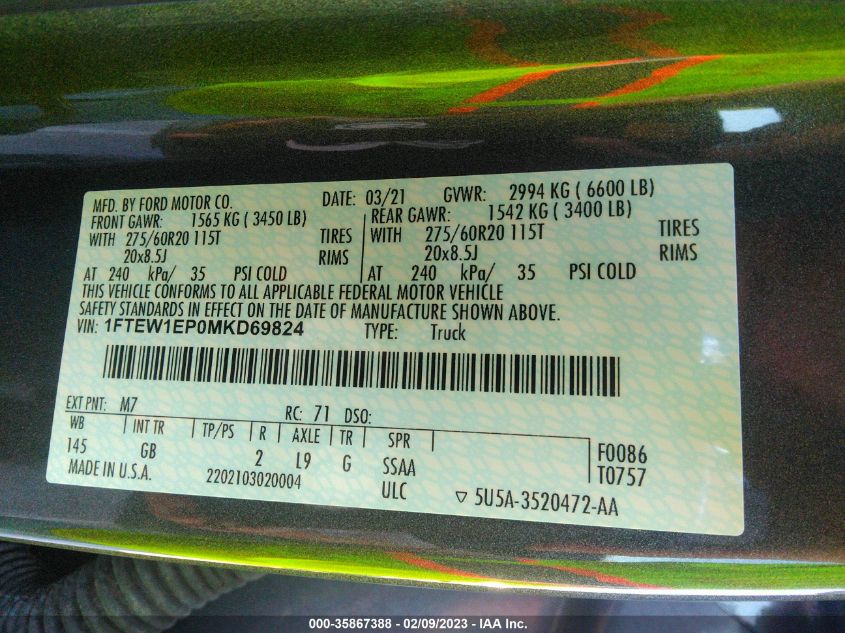 MFD. BY FORD MOTOR CO. DATE: 03/21 GVWR: 2994 KG ( 6600 LB)
FRONT GAWR: 1565 KG ( 3450 LB) REAR GAWR: 1542 KG ( 3400 LB)
WITH 275/60R20 115T TIRES WITH 275/60R20 115T TIRES
20x8.5J RIMS 20x8.5J RIMS
AT 240 kPa/ 35 PSI COLD AT 240 kPa/ 35 PSI COLD
THIS VEHICLE CONFORMS TO ALL APPLICABLE FEDERAL MOTOR VEHICLE
SAFETY STANDARDS IN EFFECT ON THE DATE OF MANUFACTURE SHOWN ABOVE.
VIN: 1FTEW1EP0MKD69824 TYPE: Truck
EXT PNT: M7 RC: 71 DSO:
WB INT TR TP/PS R AXLE TR SPR
145 GB 2 L9 G SSAA F0086
MADE IN U.S.A. 2202103020004 ULC T0757
▽ 5U5A-3520472-AA
000-35867388 - 02/09/2023 - IAA Inc.